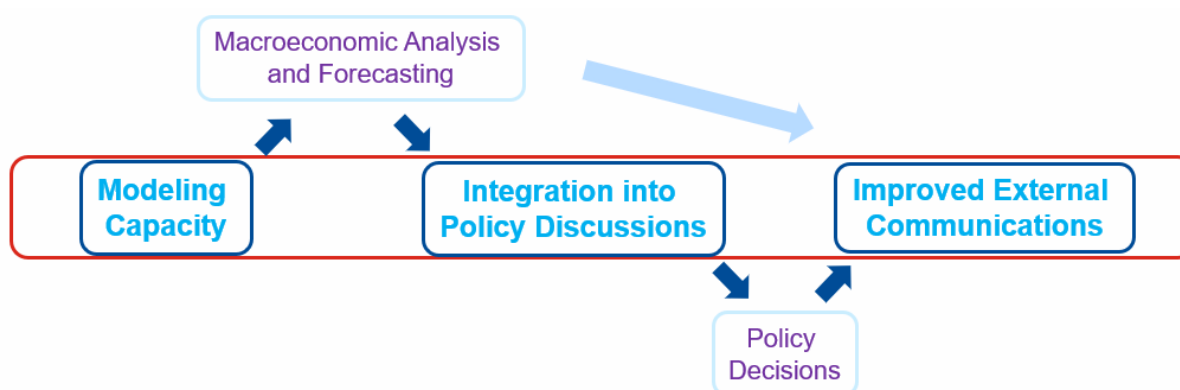 Macroeconomic Analysis
and Forecasting
Modeling
Capacity
Integration into
Policy Discussions
Improved External
Communications
Policy
Decisions